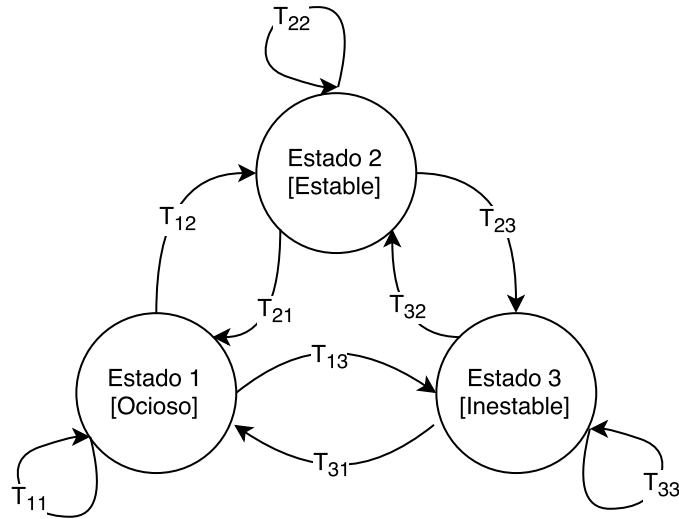 T22
Estado 2
[Estable]
T12
T23
T21
T32
T13
Estado 1
[Ocioso]
Estado 3
[Inestable]
T31
T11
T33